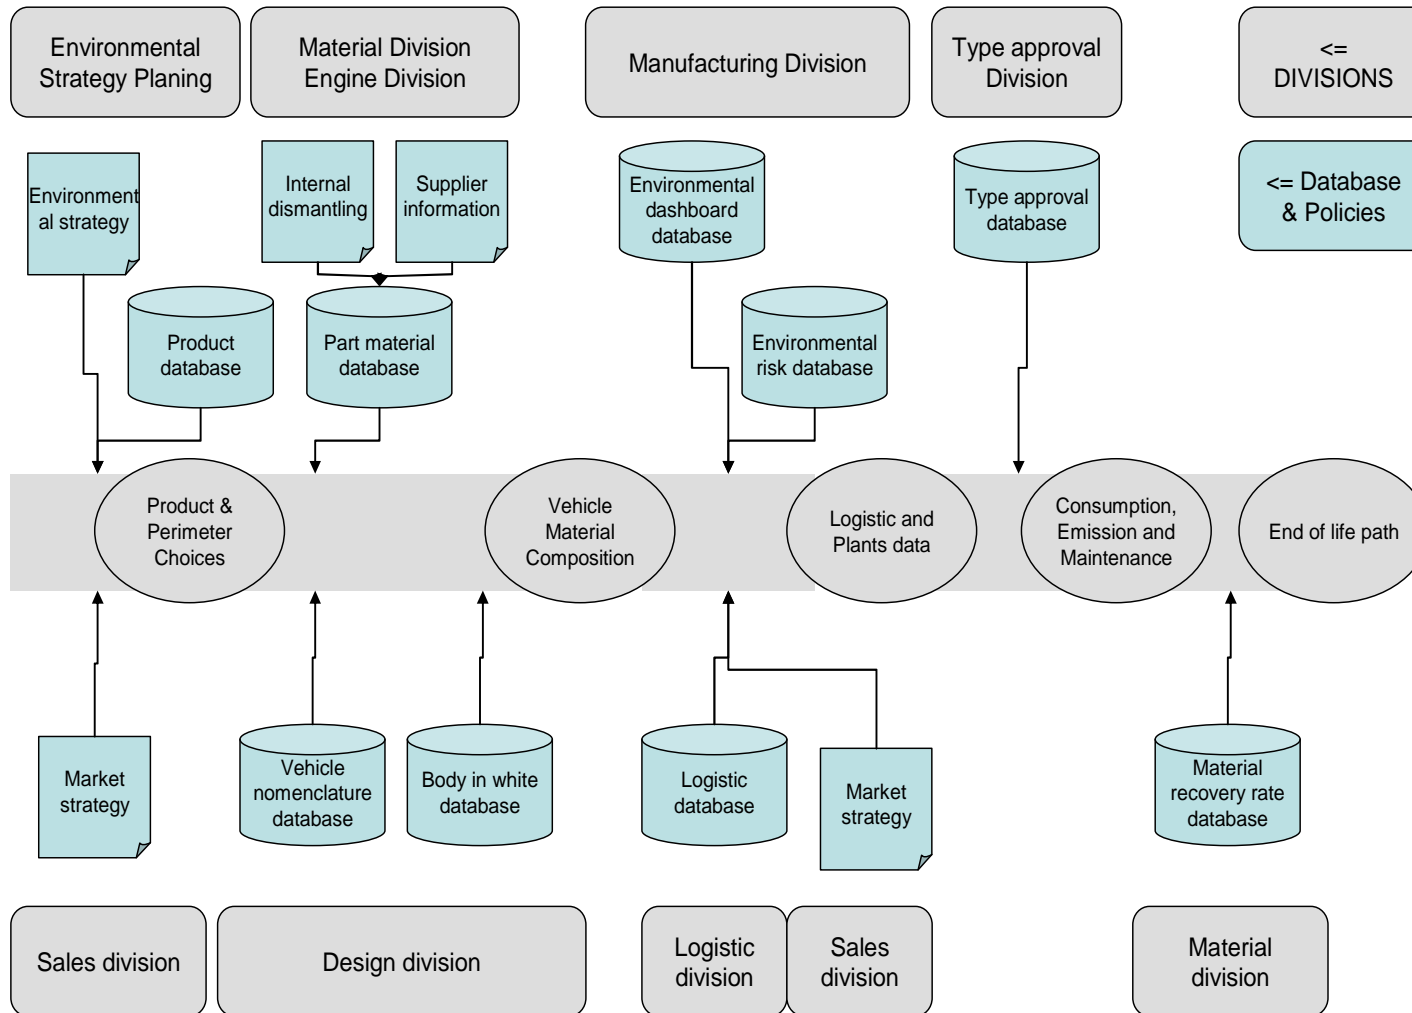 Environmental
Strategy Planing
Material Division
Engine Division
Manufacturing Division
Type approval
Division
<=
DIVISIONS
Environment
al strategy
Internal
dismantling
Supplier
information
Environmental
dashboard
database
Type approval
database
<= Database
& Policies
Product
database
Part material
database
Environmental
risk database
Product &
Perimeter
Choices
Vehicle
Material
Composition
Logistic and
Plants data
Consumption,
Emission and
Maintenance
End of life path
Market
strategy
Vehicle
nomenclature
database
Body in white
database
Logistic
database
Market
strategy
Material
recovery rate
database
Sales division
Design division
Logistic
division
Sales
division
Material
division